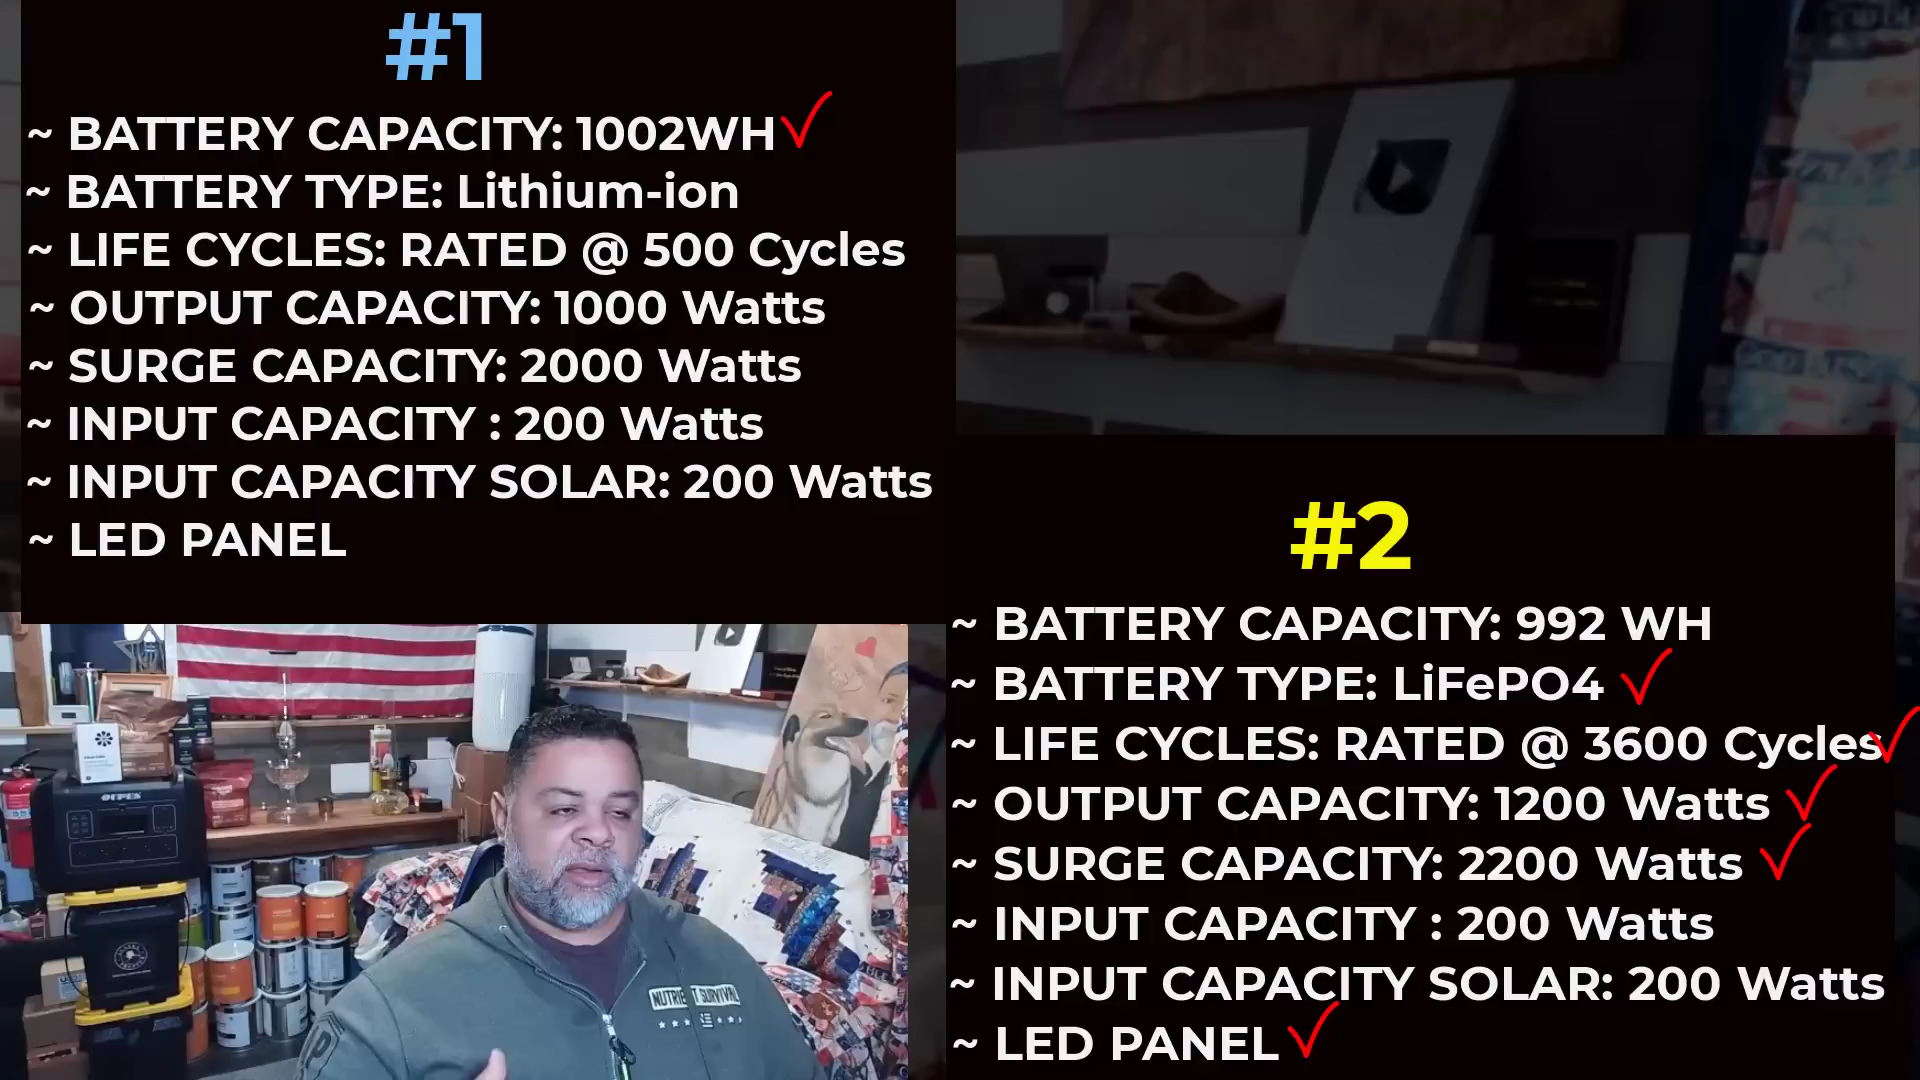 #1
~ BATTERY CAPACITY: 1002WH
~ BATTERY TYPE: Lithium-ion
~ LIFE CYCLES: RATED @ 500 Cycles
~ OUTPUT CAPACITY: 1000 Watts
~ SURGE CAPACITY: 2000 Watts
~ INPUT CAPACITY : 200 Watts
~ INPUT CAPACITY SOLAR: 200 Watts
~ LED PANEL
#2
~ BATTERY CAPACITY: 992 WH
~ BATTERY TYPE: LiFePO4
~ LIFE CYCLES: RATED @ 3600 Cycles
~ OUTPUT CAPACITY: 1200 Watts
~ SURGE CAPACITY: 2200 Watts
~ INPUT CAPACITY : 200 Watts
~ INPUT CAPACITY SOLAR: 200 Watts
~ LED PANEL
OUPES
SURVIVAL